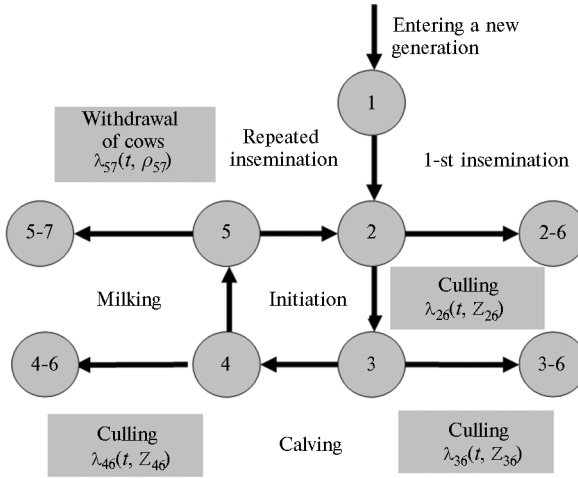 Entering a new
generation
1
Withdrawal
of cows
λ57(t, ρ57)
Repeated
insemination
1-st insemination
5-7
5
2
2-6
Milking
Initiation
Culling
λ26(t, Z26)
4-6
4
3
3-6
Culling
λ46(t, Z46)
Calving
Culling
λ36(t, Z36)